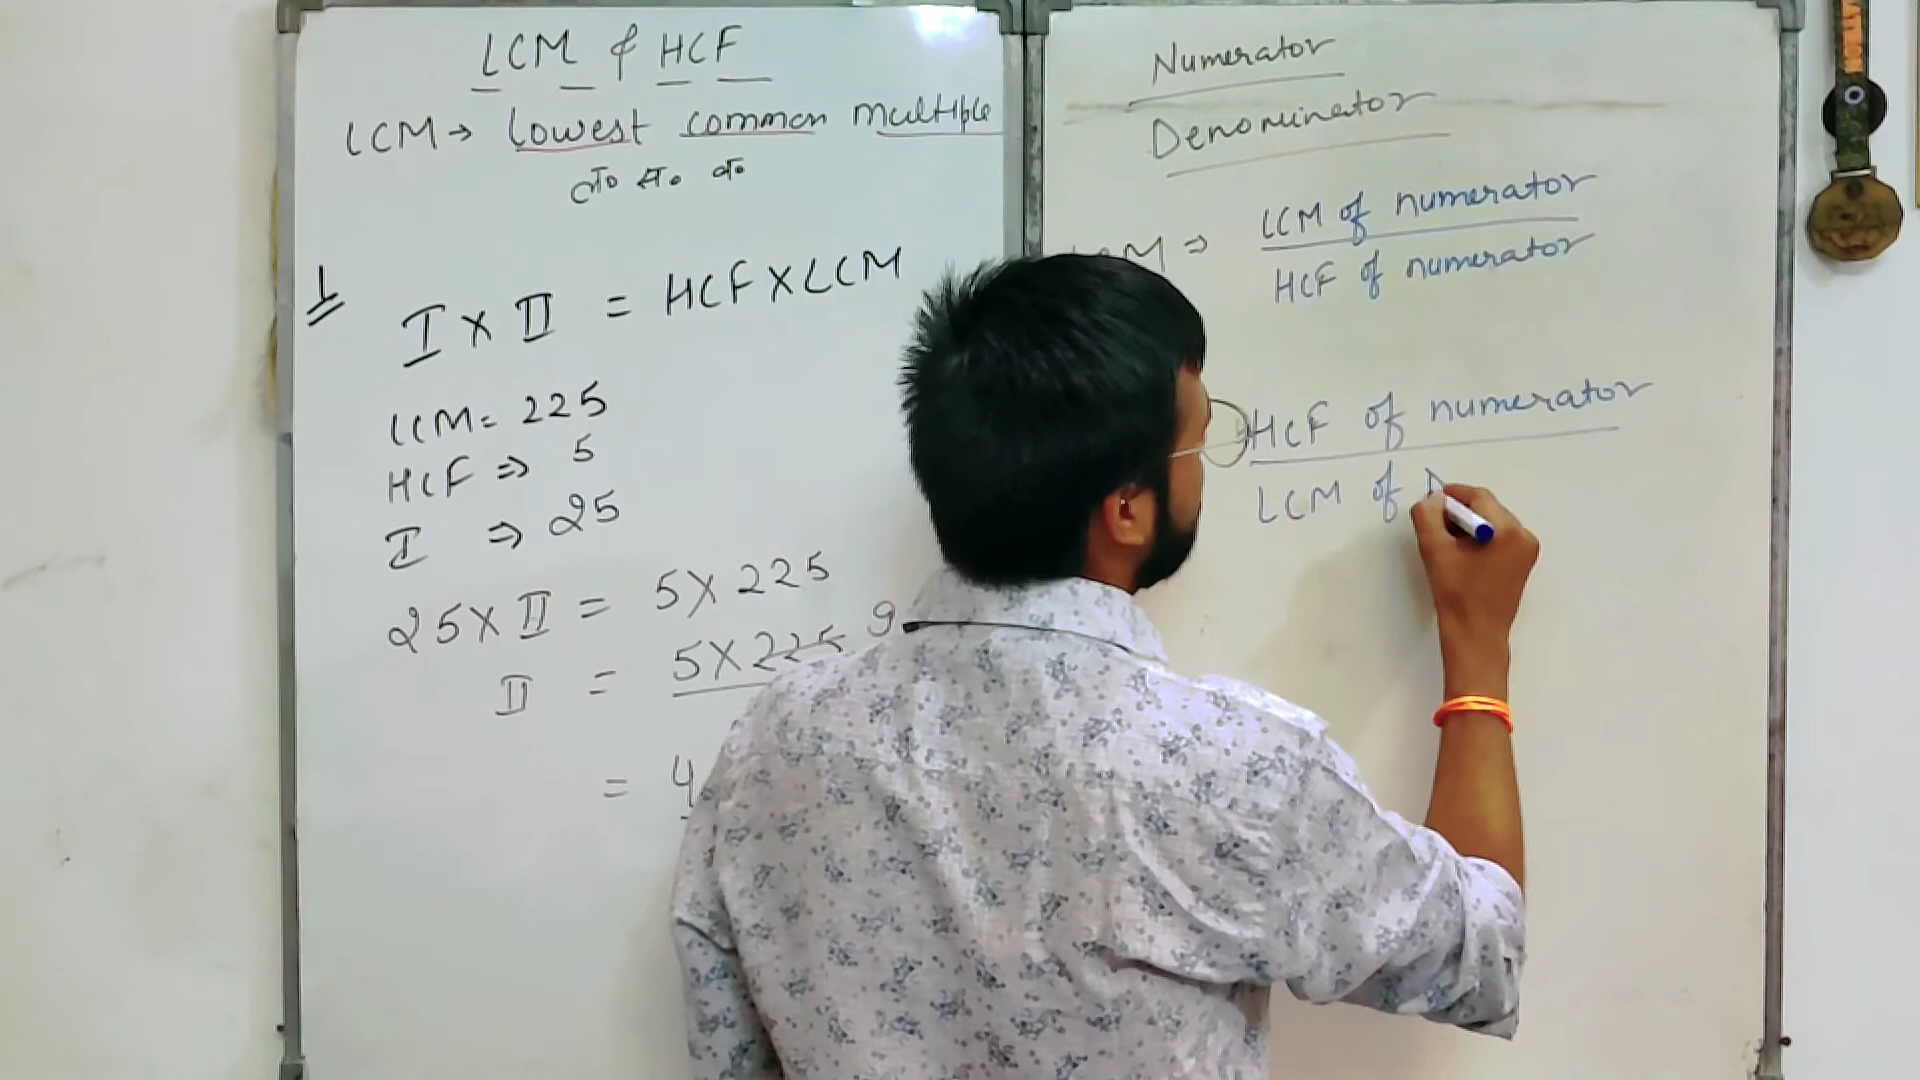 LCM & HCF
LCM → Lowest common multiple
ल० स० व०
1
I X II = HCF X LCM
LCM = 225
HCF ⇒ 5
I ⇒ 25
25 X II = 5 X 225
II = 5 X 225 9
= 4
Numerator
Denominator
⇒ LCM of numerator
HCF of numerator
HCF of numerator
LCM of